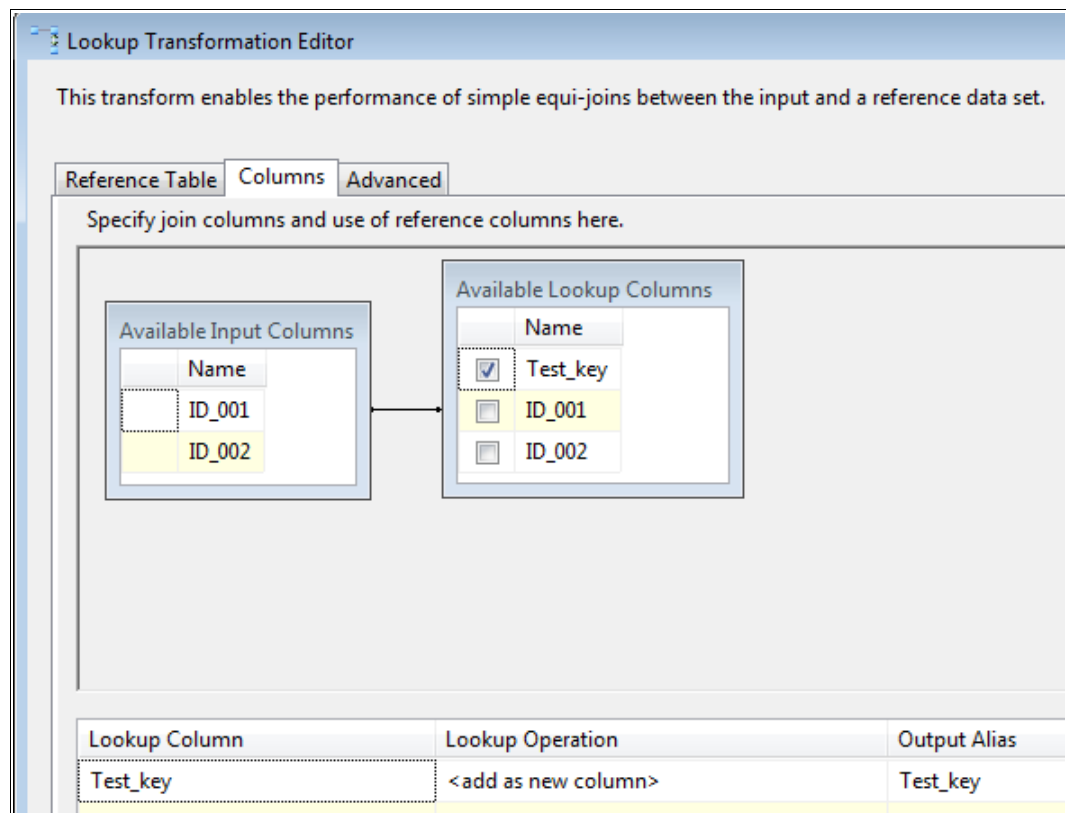 Lookup Transformation Editor
This transform enables the performance of simple equi-joins between the input and a reference data set.
Reference Table Columns Advanced
Specify join columns and use of reference columns here.
Available Input Columns
Name
ID_001
ID_002
Available Lookup Columns
Name
Test_key
ID_001
ID_002
Lookup Column Lookup Operation Output Alias
Test_key <add as new column> Test_key